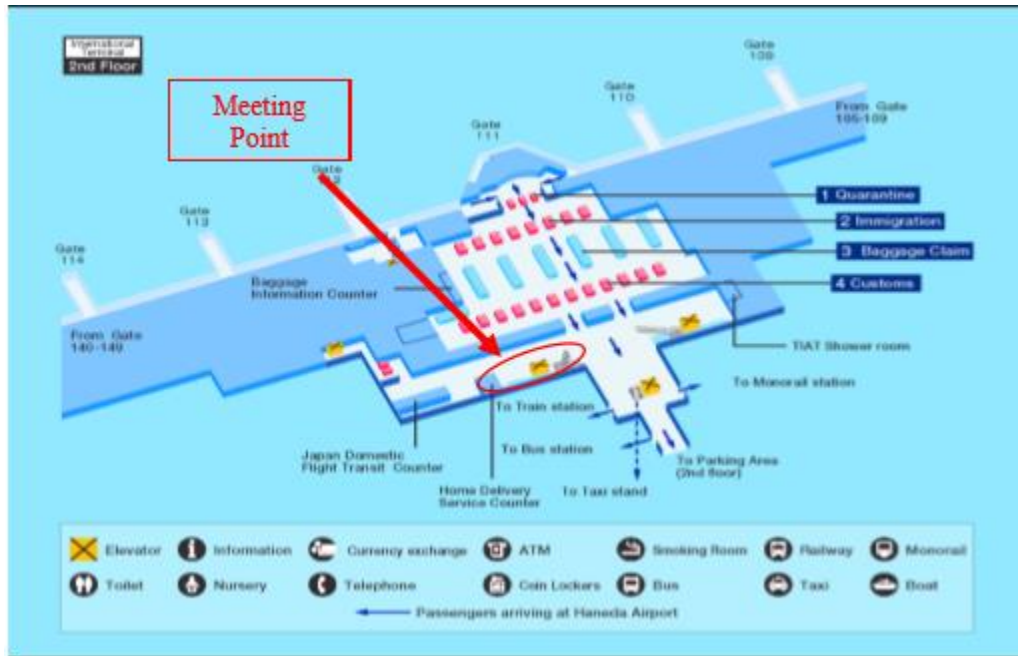 International
Terminal
2nd Floor
Meeting
Point
Gate
109
Gate
110
Gate
111
From Gate
105-109
Gate
113
Gate
114
1 Quarantine
2 Immigration
3 Baggage Claim
4 Customs
Baggage
Information Counter
From Gate
140-149
TIAT Shower room
To Monorail station
To Train station
To Bus station
Japan Domestic
Flight Transit Counter
To Parking Area
(2nd floor)
Home Delivery
Service Counter
To Taxi stand
Elevator
Information
Currency exchange
ATM
Smoking Room
Railway
Monorail
Toilet
Nursery
Telephone
Coin Lockers
Bus
Taxi
Boat
Passengers arriving at Haneda Airport